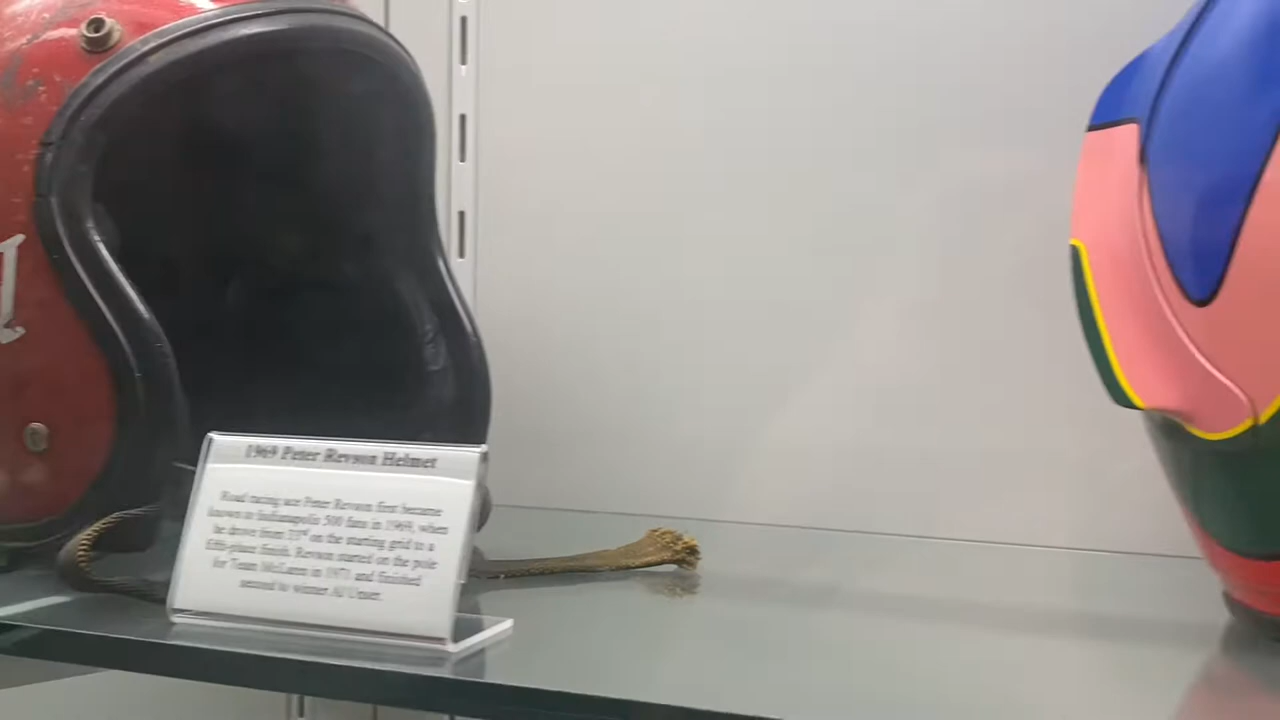 1969 Peter Revson Helmet
Road racing ace Peter Revson first became
known to Indianapolis 500 fans in 1969, when
he drove from 33rd on the starting grid to a
fifth-place finish. Revson started on the pole
for Team McLaren in 1971 and finished
second to winner Al Unser.